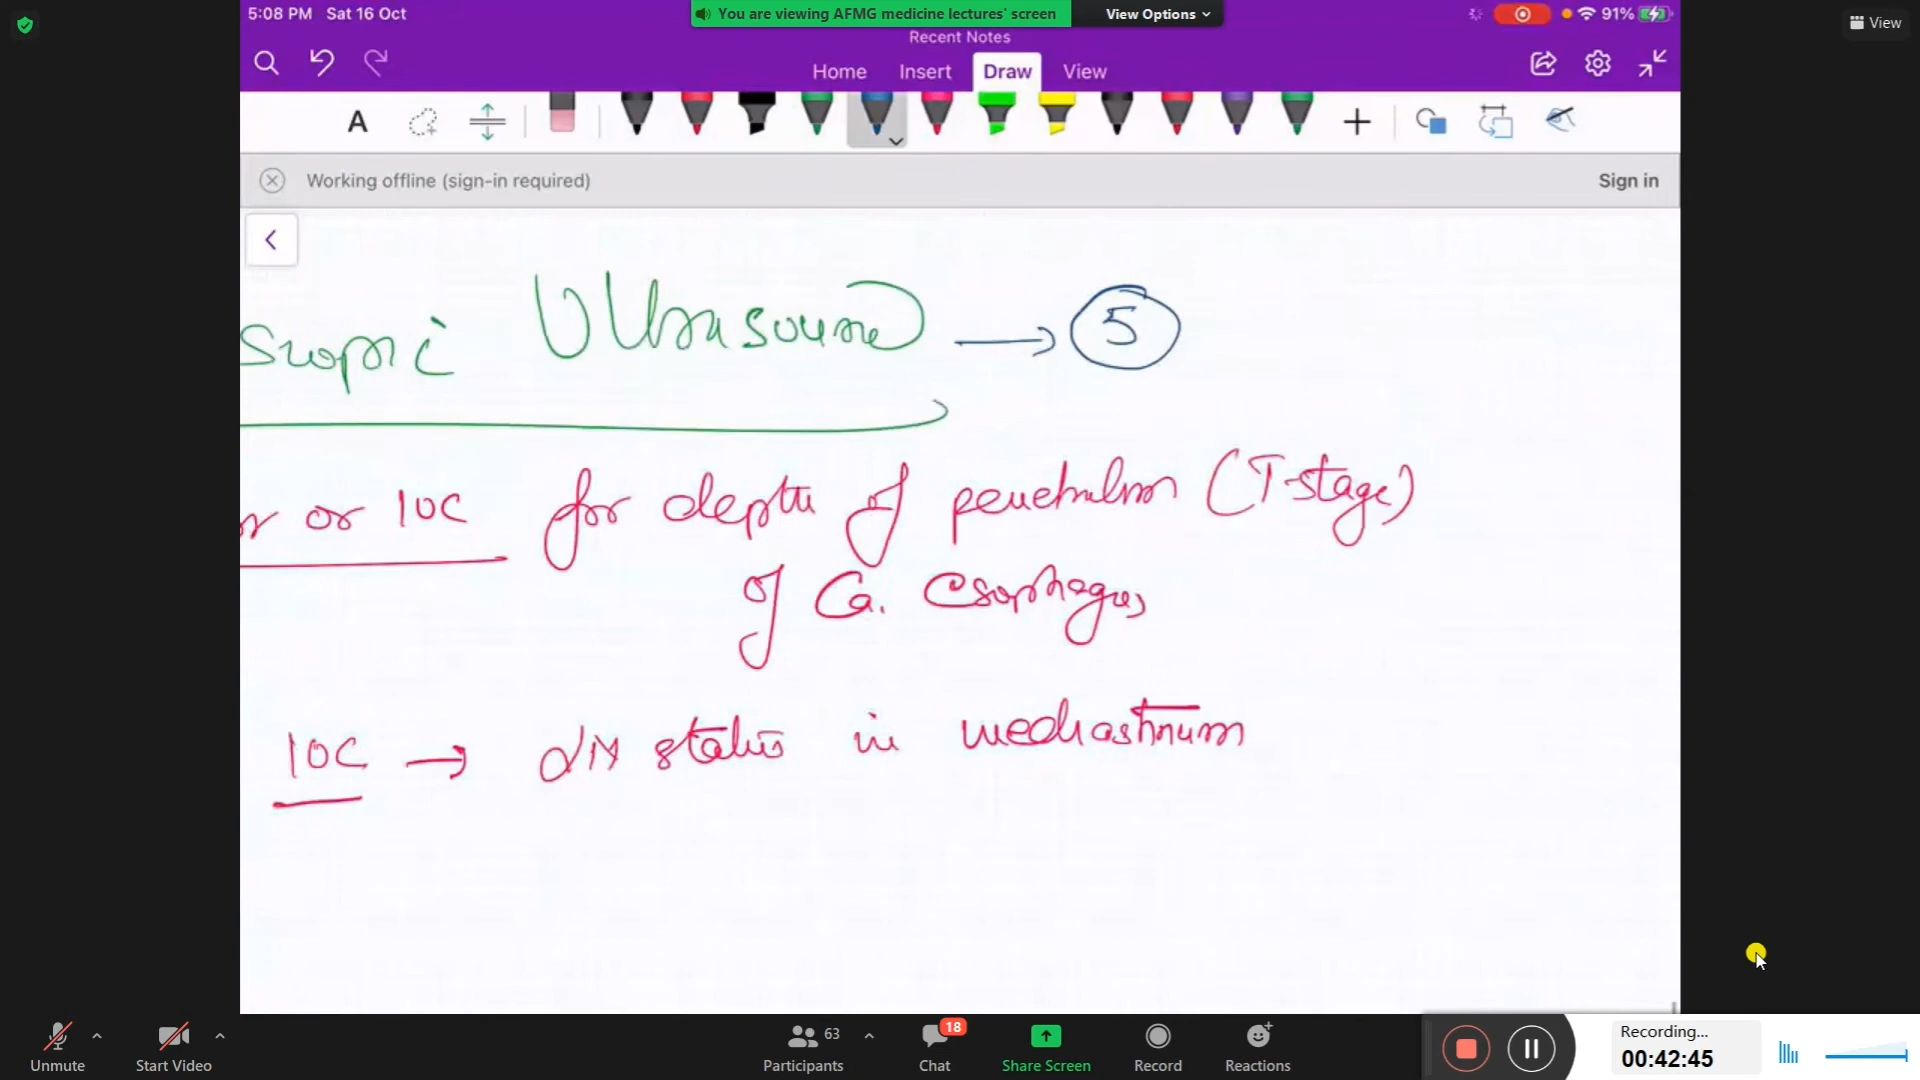 5:08 PM Sat 16 Oct
You are viewing AFMG medicine lectures' screen
View Options
91%
View
Recent Notes
Home Insert Draw View
A
Working offline (sign-in required)
Sign in
scopic Ultrasound → 5
or IOC for depth of penetration (T-stage)
of Ca. Esophagus
IOC → LN status in mediastinum
Unmute
Start Video
63
Participants
18
Chat
Share Screen
Record
Reactions
Recording...
00:42:45